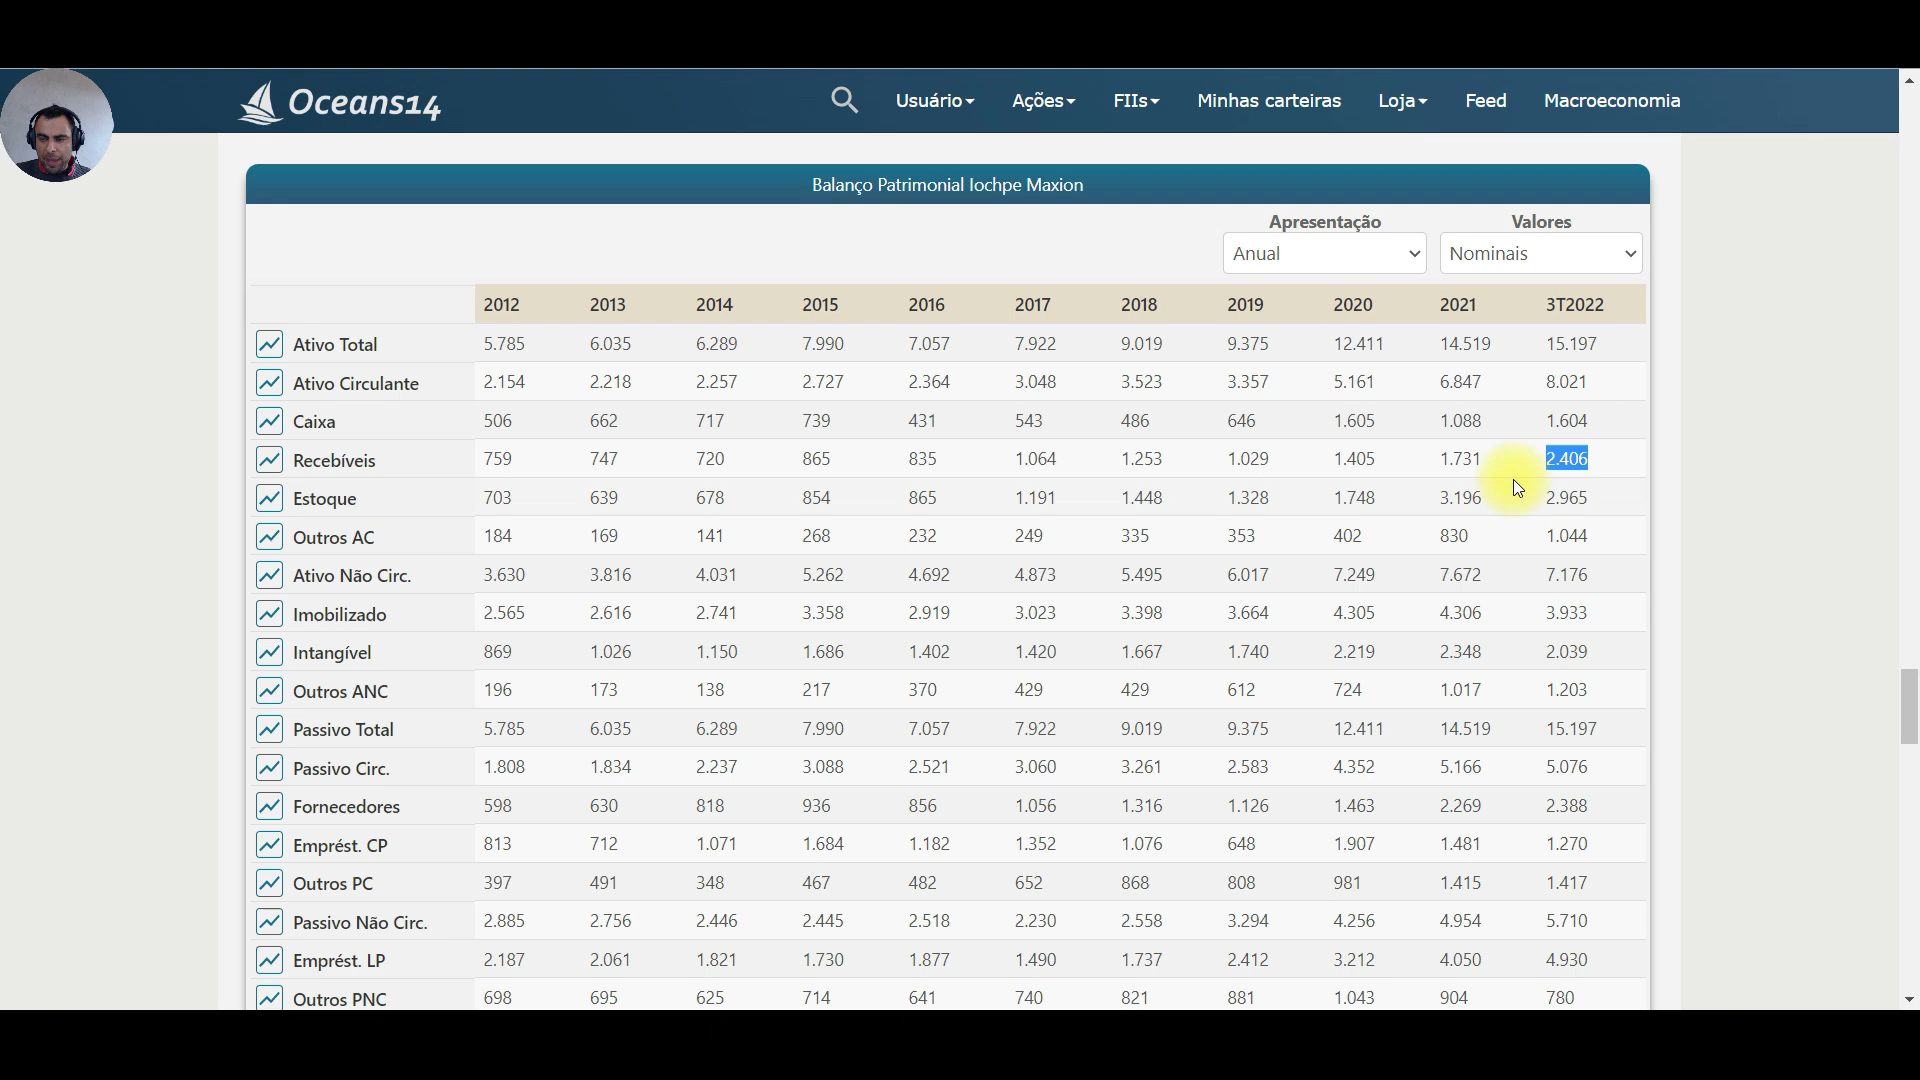 Oceans14
Usuário Ações FIIs Minhas carteiras Loja Feed Macroeconomia
Balanço Patrimonial Iochpe Maxion
Apresentação Valores
Anual Nominais
2012 2013 2014 2015 2016 2017 2018 2019 2020 2021 3T2022
Ativo Total 5.785 6.035 6.289 7.990 7.057 7.922 9.019 9.375 12.411 14.519 15.197
Ativo Circulante 2.154 2.218 2.257 2.727 2.364 3.048 3.523 3.357 5.161 6.847 8.021
Caixa 506 662 717 739 431 543 486 646 1.605 1.088 1.604
Recebíveis 759 747 720 865 835 1.064 1.253 1.029 1.405 1.731 2.406
Estoque 703 639 678 854 865 1.191 1.448 1.328 1.748 3.196 2.965
Outros AC 184 169 141 268 232 249 335 353 402 830 1.044
Ativo Não Circ. 3.630 3.816 4.031 5.262 4.692 4.873 5.495 6.017 7.249 7.672 7.176
Imobilizado 2.565 2.616 2.741 3.358 2.919 3.023 3.398 3.664 4.305 4.306 3.933
Intangível 869 1.026 1.150 1.686 1.402 1.420 1.667 1.740 2.219 2.348 2.039
Outros ANC 196 173 138 217 370 429 429 612 724 1.017 1.203
Passivo Total 5.785 6.035 6.289 7.990 7.057 7.922 9.019 9.375 12.411 14.519 15.197
Passivo Circ. 1.808 1.834 2.237 3.088 2.521 3.060 3.261 2.583 4.352 5.166 5.076
Fornecedores 598 630 818 936 856 1.056 1.316 1.126 1.463 2.269 2.388
Emprést. CP 813 712 1.071 1.684 1.182 1.352 1.076 648 1.907 1.481 1.270
Outros PC 397 491 348 467 482 652 868 808 981 1.415 1.417
Passivo Não Circ. 2.885 2.756 2.446 2.445 2.518 2.230 2.558 3.294 4.256 4.954 5.710
Emprést. LP 2.187 2.061 1.821 1.730 1.877 1.490 1.737 2.412 3.212 4.050 4.930
Outros PNC 698 695 625 714 641 740 821 881 1.043 904 780